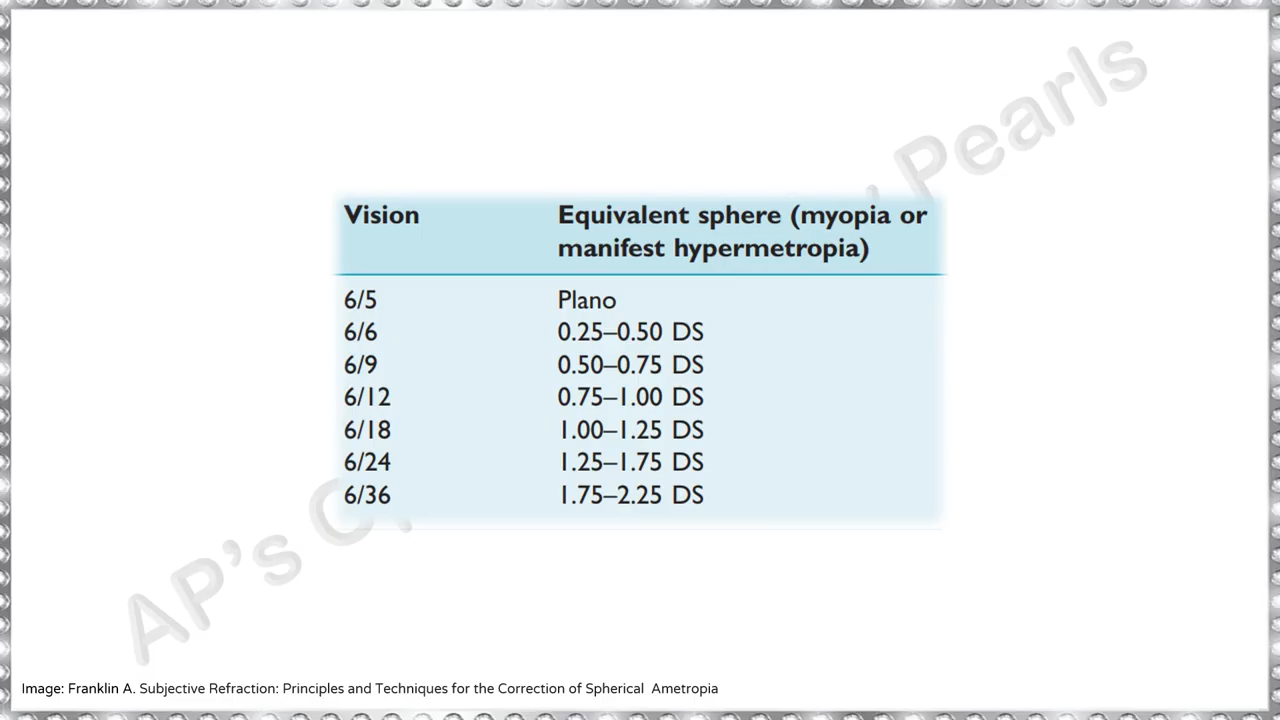 AP's O Pearls
Vision Equivalent sphere (myopia or
manifest hypermetropia)
6/5 Plano
6/6 0.25–0.50 DS
6/9 0.50–0.75 DS
6/12 0.75–1.00 DS
6/18 1.00–1.25 DS
6/24 1.25–1.75 DS
6/36 1.75–2.25 DS
Image: Franklin A. Subjective Refraction: Principles and Techniques for the Correction of Spherical Ametropia